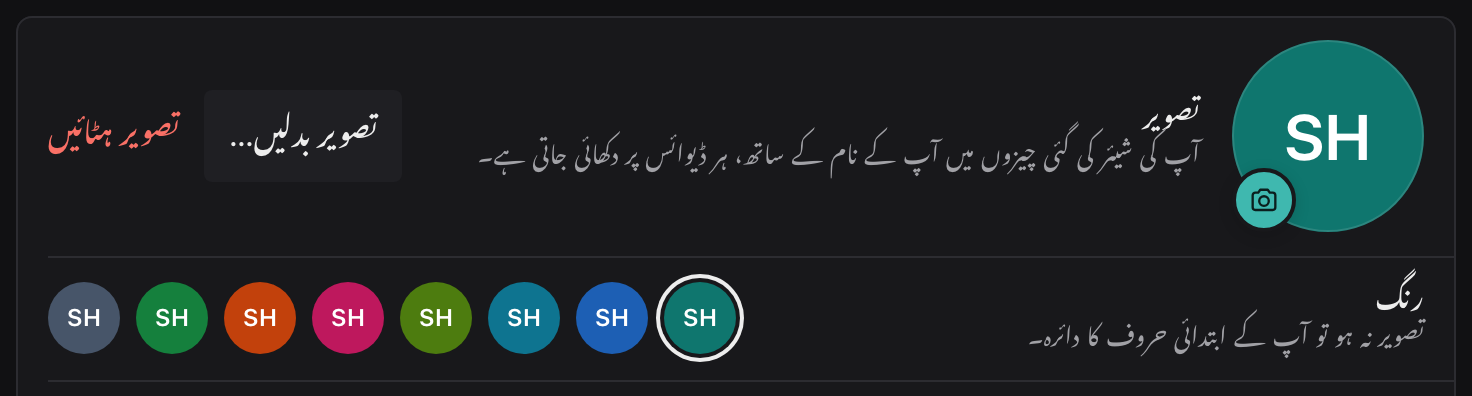 SH
تصویر
آپ کی شیئر کی گئی چیزوں میں آپ کے نام کے ساتھ، ہر ڈیوائس پر دکھائی جاتی ہے۔
تصویر بدلیں...
تصویر ہٹائیں
رنگ
تصویر نہ ہو تو آپ کے ابتدائی حروف کا دائرہ۔
SH SH SH SH SH SH SH SH